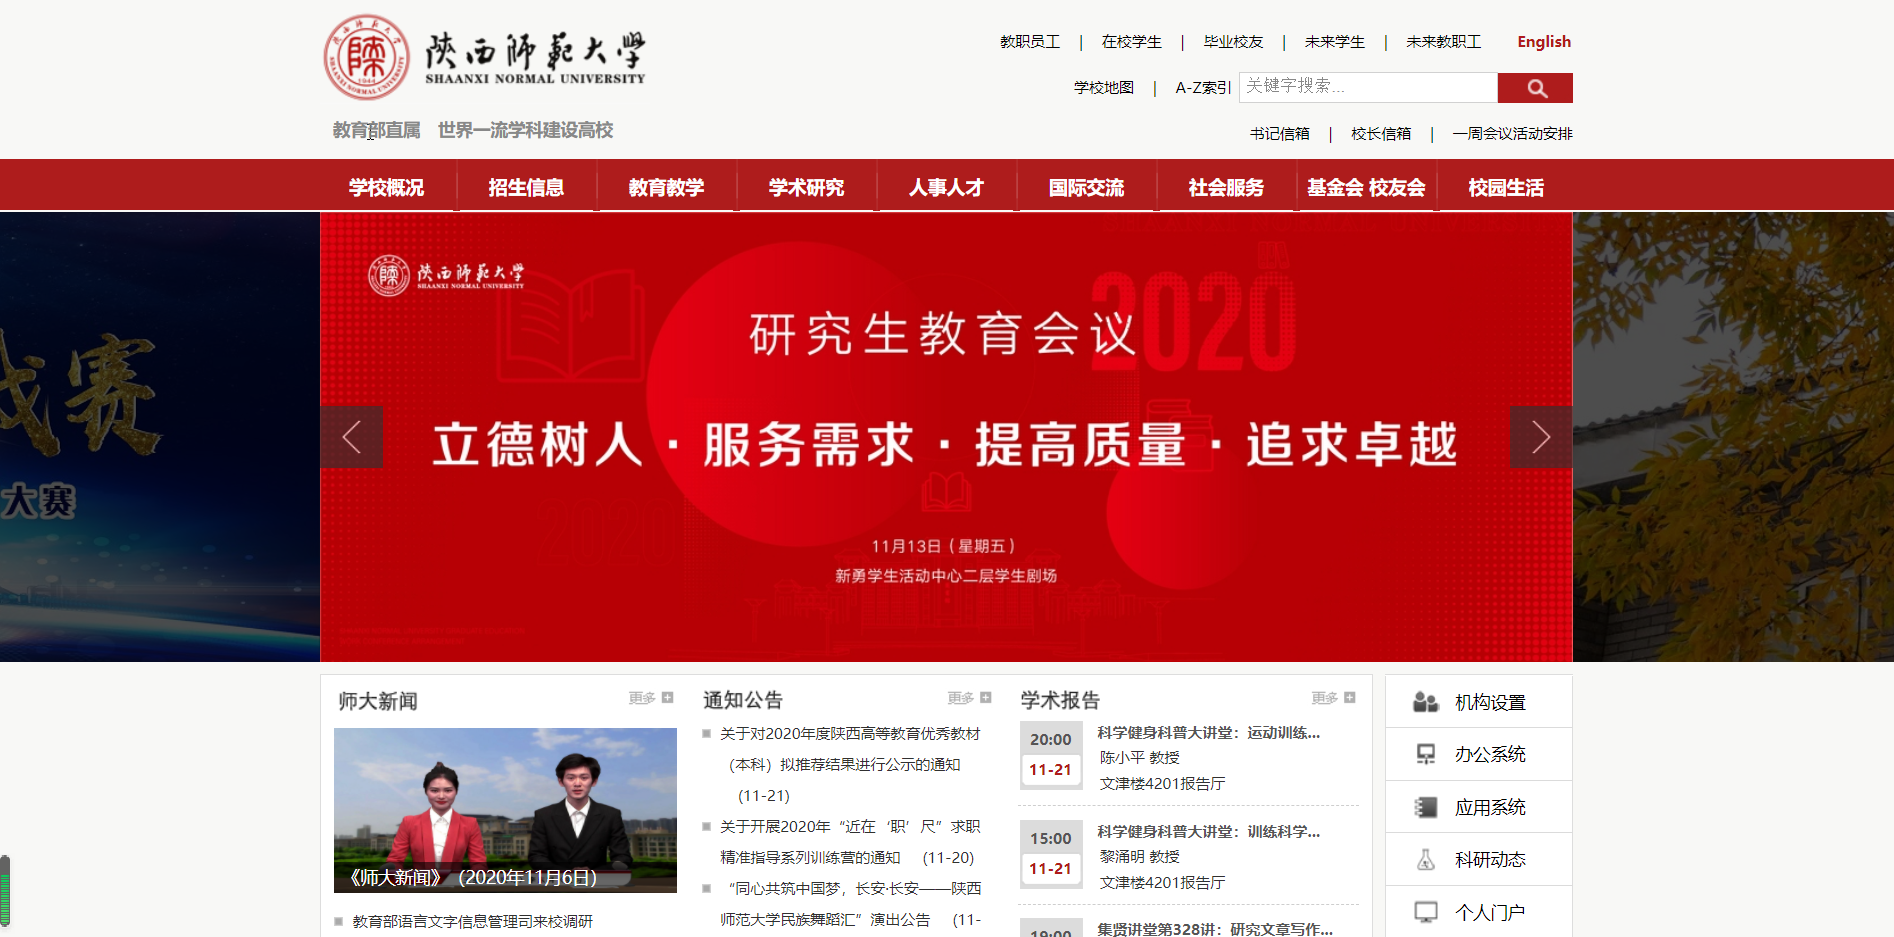 陕西师范大学
SHAANXI NORMAL UNIVERSITY
教育部直属 世界一流学科建设高校
教职员工 | 在校学生 | 毕业校友 | 未来学生 | 未来教职工 English
学校地图 | A-Z索引 关键字搜索...
书记信箱 | 校长信箱 | 一周会议活动安排
学校概况 招生信息 教育教学 学术研究 人事人才 国际交流 社会服务 基金会 校友会 校园生活
战赛
大赛
陕西师范大学
SHAANXI NORMAL UNIVERSITY
2020
研究生教育会议
立德树人·服务需求·提高质量·追求卓越
2020
11月13日（星期五）
新勇学生活动中心二层学生剧场
师大新闻 更多
《师大新闻》（2020年11月6日）
教育部语言文字信息管理司来校调研
通知公告 更多
关于对2020年度陕西高等教育优秀教材
（本科）拟推荐结果进行公示的通知
(11-21)
关于开展2020年“近在‘职’尺”求职
精准指导系列训练营的通知 (11-20)
“同心共筑中国梦，长安·长安——陕西
师范大学民族舞蹈汇”演出公告 (11-
学术报告 更多
20:00
11-21
科学健身科普大讲堂：运动训练...
陈小平 教授
文津楼4201报告厅
15:00
11-21
科学健身科普大讲堂：训练科学...
黎涌明 教授
文津楼4201报告厅
19:00
集贤讲堂第328讲：研究文章写作...
机构设置
办公系统
应用系统
科研动态
个人门户